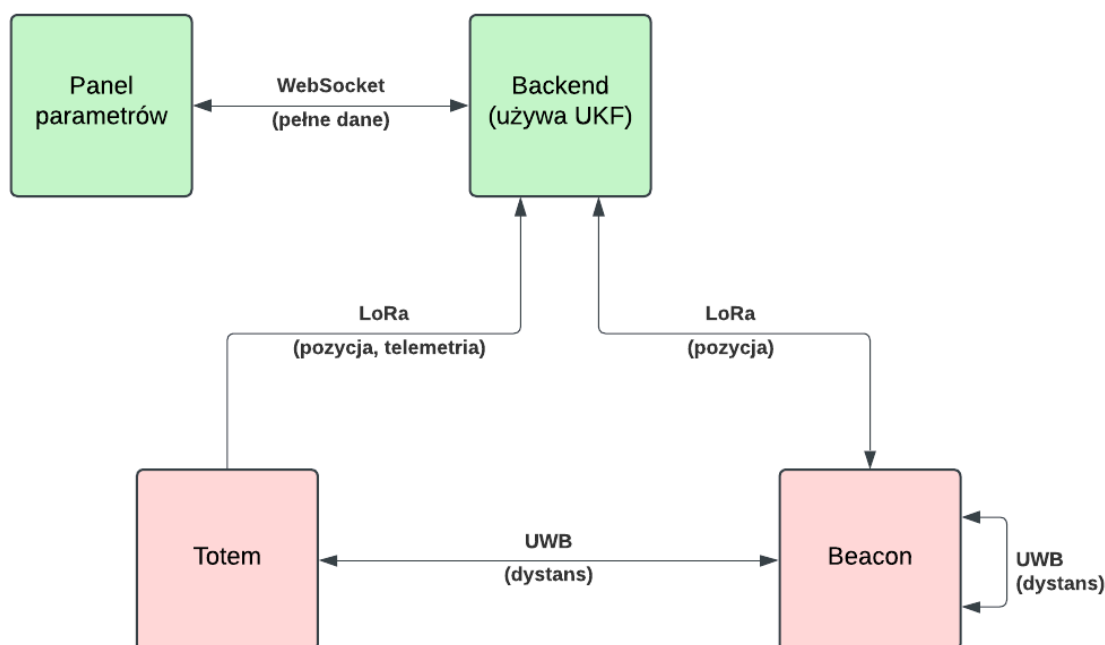 Panel
parametrów
WebSocket
(pełne dane)
Backend
(używa UKF)
LoRa
(pozycja, telemetria)
LoRa
(pozycja)
Totem
UWB
(dystans)
Beacon
UWB
(dystans)